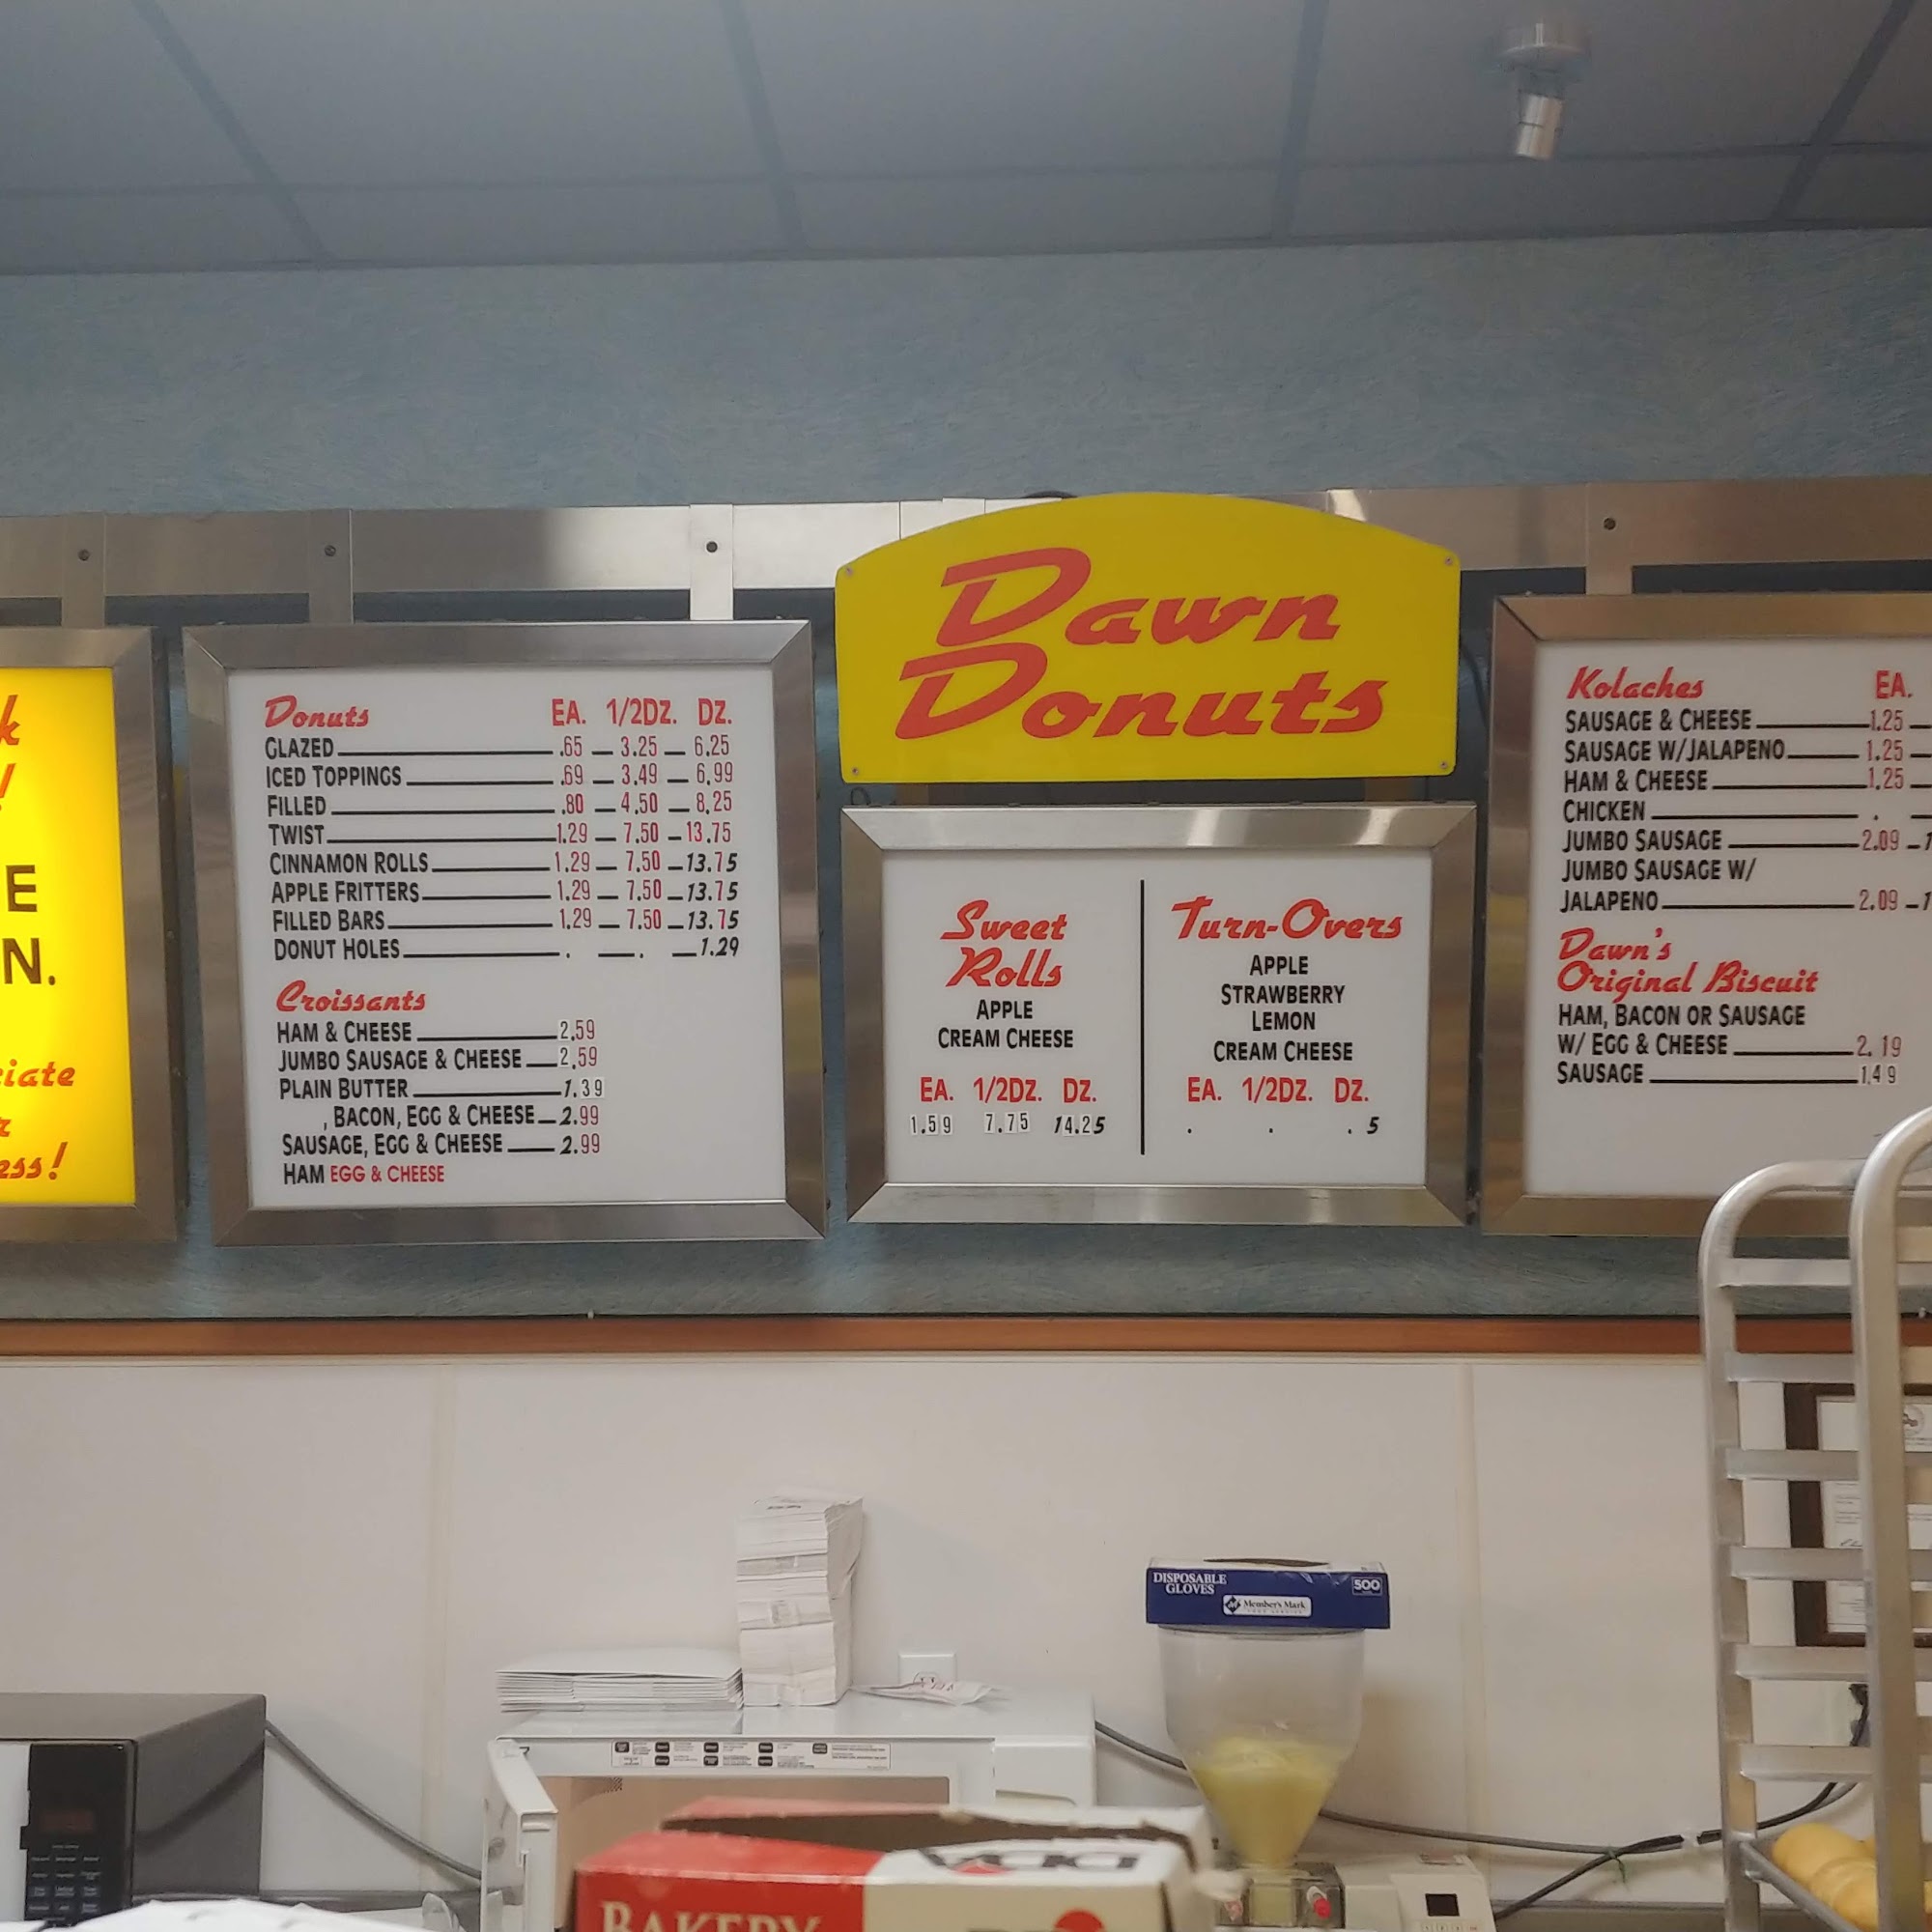 k
E
N.
ciate
ess!
Donuts EA. 1/2DZ. DZ.
GLAZED .65 3.25 6.25
ICED TOPPINGS .69 3.49 6.99
FILLED .80 4.50 8.25
TWIST 1.29 7.50 13.75
CINNAMON ROLLS 1.29 7.50 13.75
APPLE FRITTERS 1.29 7.50 13.75
FILLED BARS 1.29 7.50 13.75
DONUT HOLES . . 1.29
Croissants
HAM & CHEESE 2.59
JUMBO SAUSAGE & CHEESE 2.59
PLAIN BUTTER 1.39
, BACON, EGG & CHEESE 2.99
SAUSAGE, EGG & CHEESE 2.99
HAM EGG & CHEESE
Dawn
Donuts
Sweet
Rolls
APPLE
CREAM CHEESE
EA. 1/2DZ. DZ.
1.59 7.75 14.25
Turn-Overs
APPLE
STRAWBERRY
LEMON
CREAM CHEESE
EA. 1/2DZ. DZ.
. . . 5
Kolaches EA.
SAUSAGE & CHEESE 1.25
SAUSAGE W/JALAPENO 1.25
HAM & CHEESE 1.25
CHICKEN .
JUMBO SAUSAGE 2.09 1
JUMBO SAUSAGE W/
JALAPENO 2.09 1
Dawn's
Original Biscuit
HAM, BACON OR SAUSAGE
W/ EGG & CHEESE 2.19
SAUSAGE 1.49
DISPOSABLE
GLOVES
500
Member's Mark
BAKERY